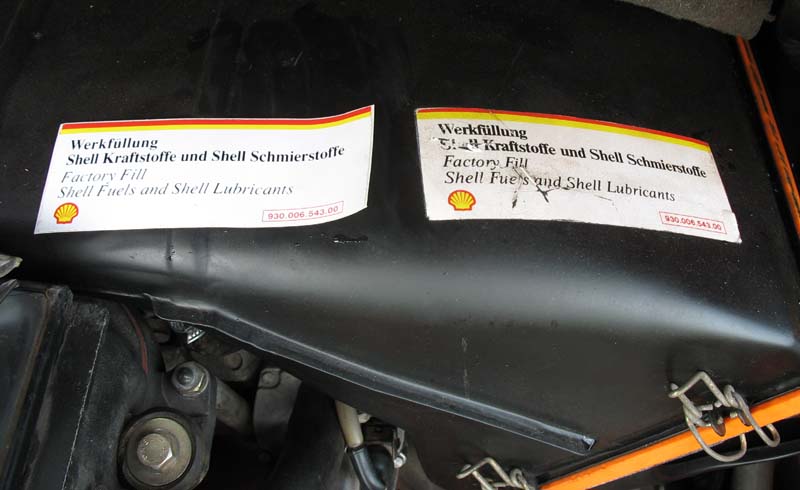 Werkfüllung
Shell Kraftstoffe und Shell Schmierstoffe
Factory Fill
Shell Fuels and Shell Lubricants
930.006.543.00
Werkfüllung
Shell Kraftstoffe und Shell Schmierstoffe
Factory Fill
Shell Fuels and Shell Lubricants
930.006.543.00